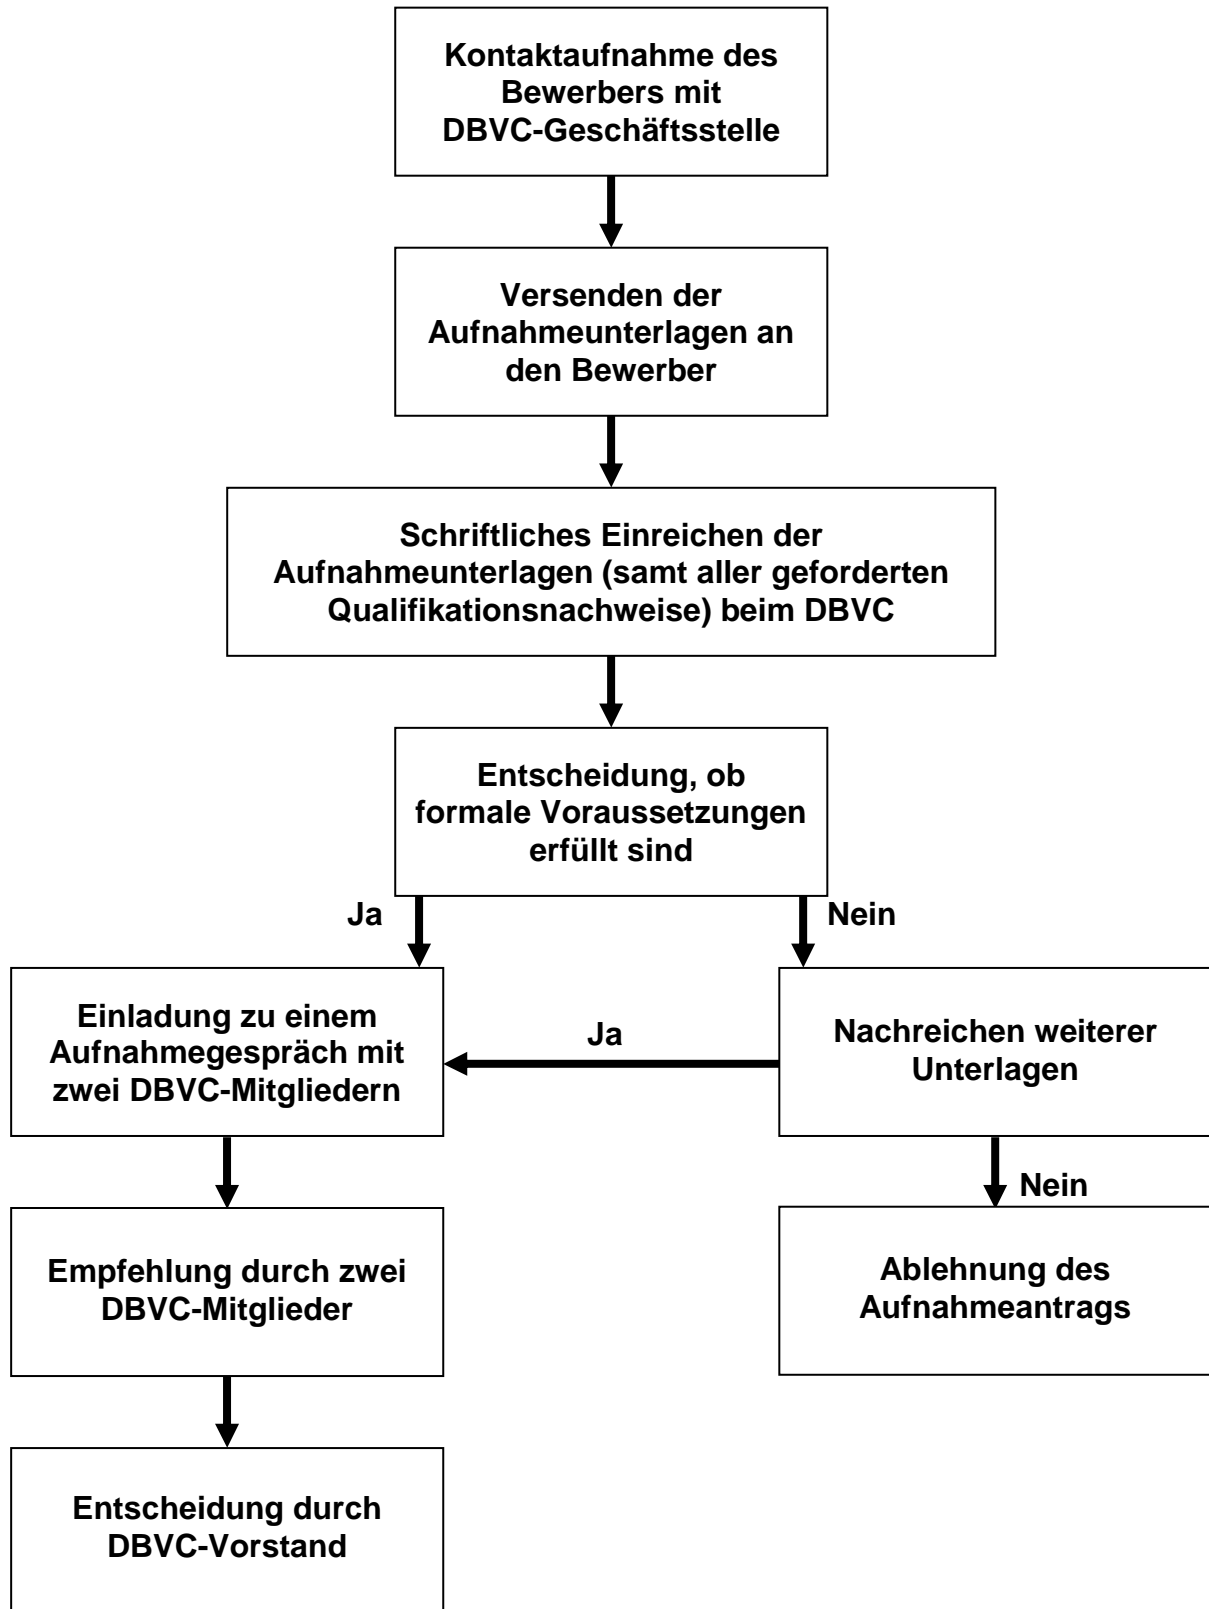 Kontaktaufnahme des
Bewerbers mit
DBVC-Geschäftsstelle
Versenden der
Aufnahmeunterlagen an
den Bewerber
Schriftliches Einreichen der
Aufnahmeunterlagen (samt aller geforderten
Qualifikationsnachweise) beim DBVC
Entscheidung, ob
formale Voraussetzungen
erfüllt sind
Ja
Nein
Einladung zu einem
Aufnahmegespräch mit
zwei DBVC-Mitgliedern
Ja
Nachreichen weiterer
Unterlagen
Nein
Empfehlung durch zwei
DBVC-Mitglieder
Ablehnung des
Aufnahmeantrags
Entscheidung durch
DBVC-Vorstand